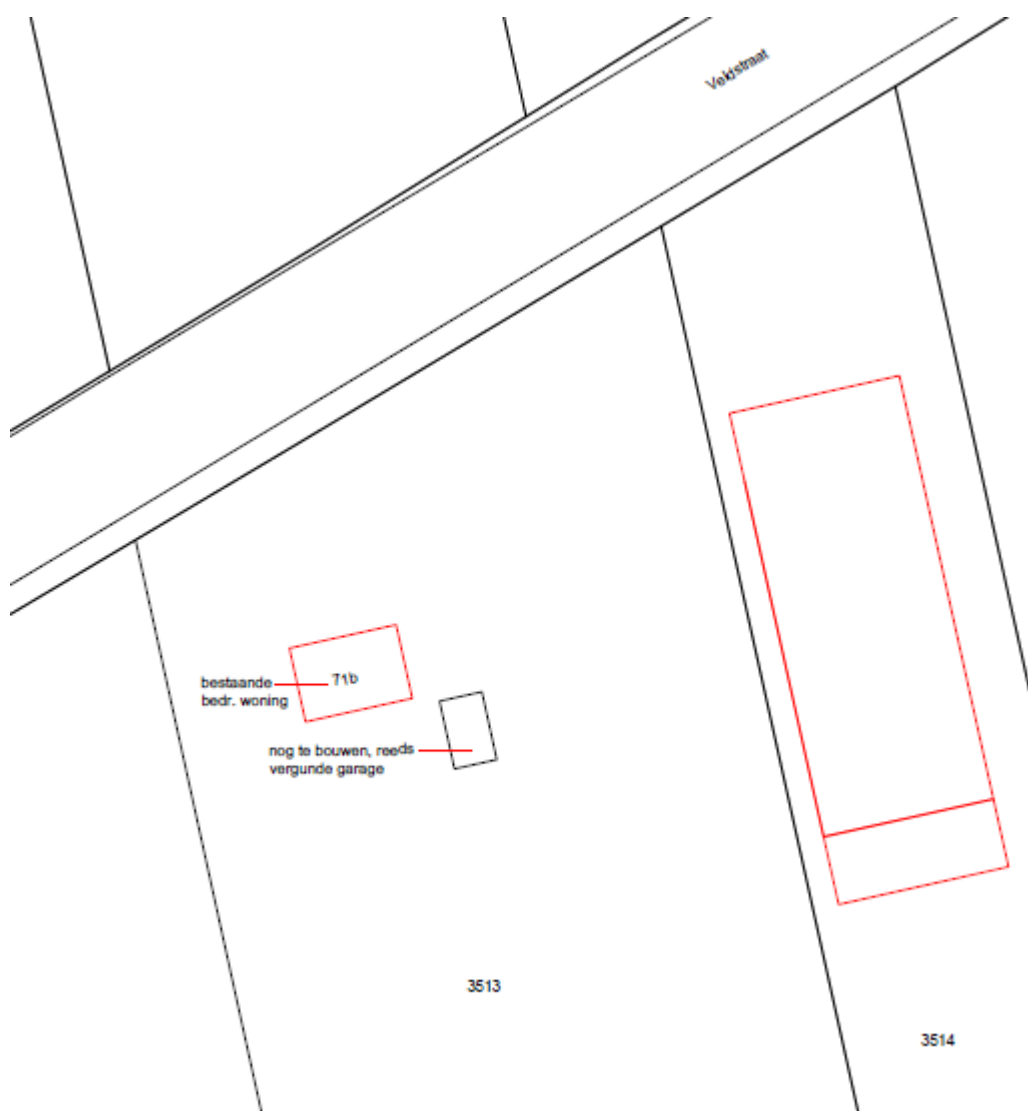 Veldstraat
71b
bestaande
bedr. woning
nog te bouwen, reeds
vergunde garage
3513
3514